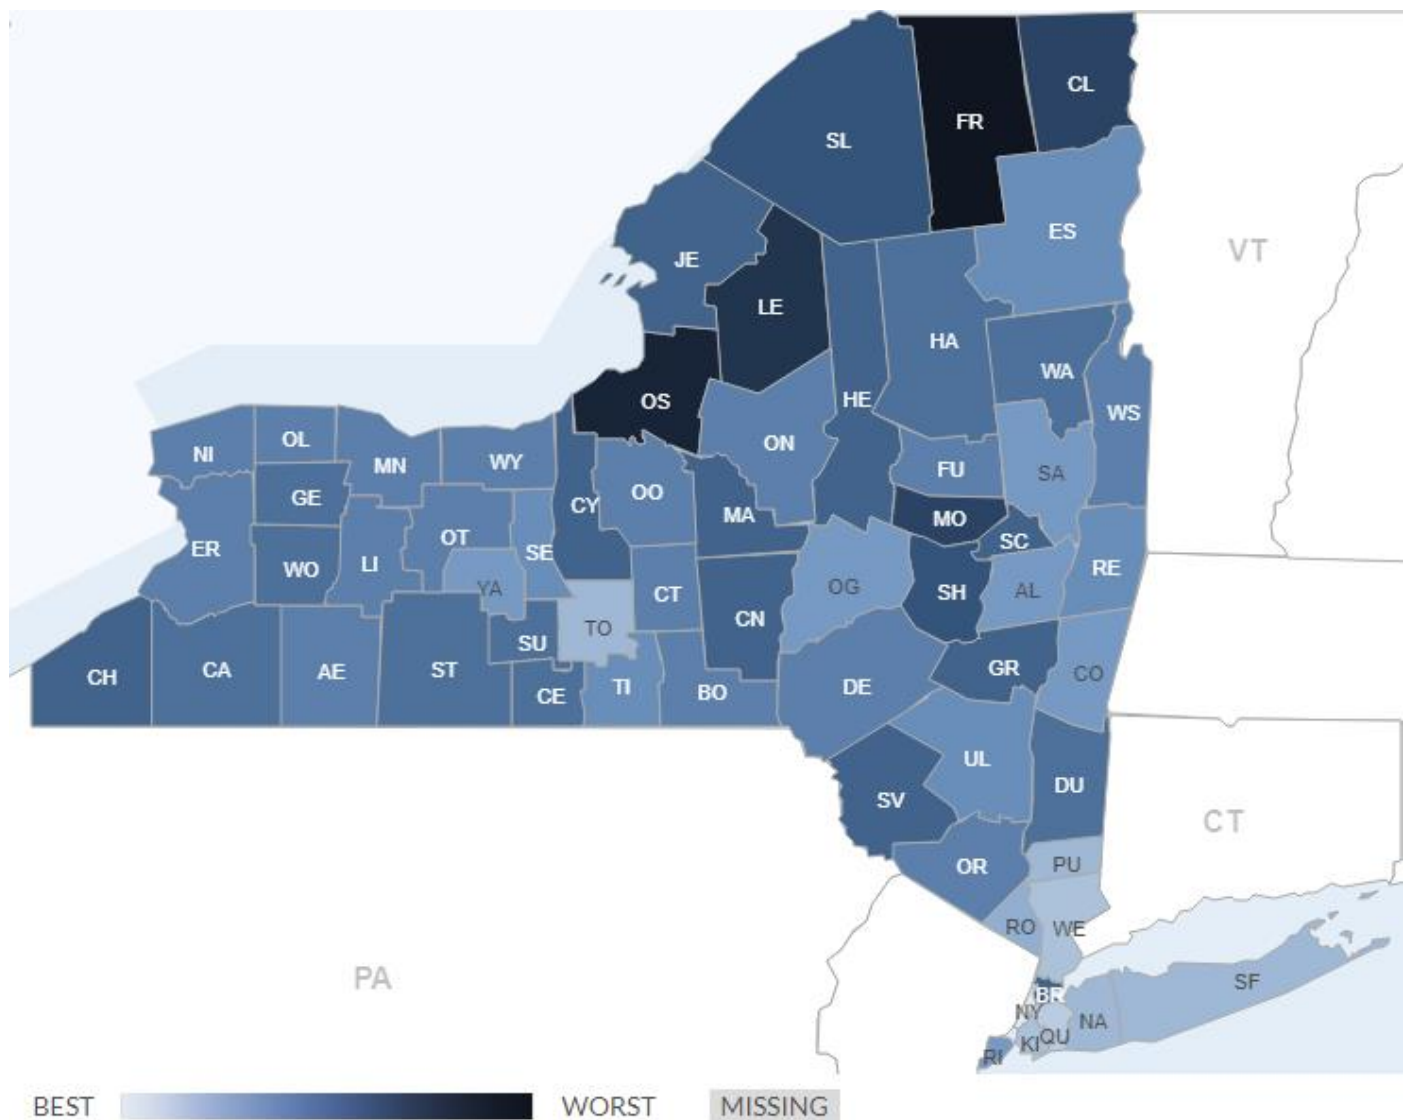 CL
FR
SL
ES
VT
JE
LE
HA
WA
OS
HE
WS
OL
NI
MN
WY
ON
FU
SA
OO
GE
CY
MA
MO
OT
SC
ER
SE
LI
WO
RE
YA
OG
SH
AL
CT
TO
CN
SU
GR
CO
CH
CA
AE
ST
TI
BO
DE
CE
UL
DU
SV
CT
OR
PU
RO
WE
PA
SF
BR
NY
NA
QU
KI
RI
BEST WORST MISSING